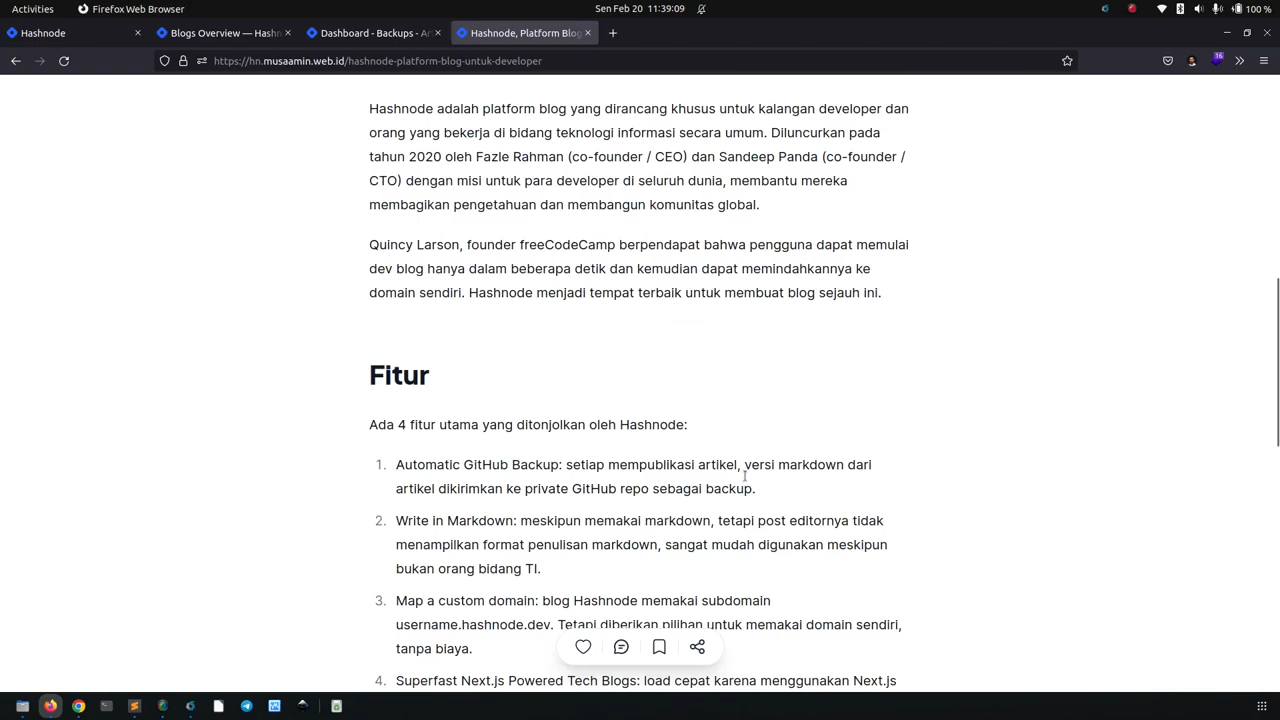 Activities
Firefox Web Browser
Sen Feb 20 11:39:09
100 %
Hashnode
Blogs Overview — Hashn
Dashboard - Backups - Ar
Hashnode, Platform Blog
https://hn.musaamin.web.id/hashnode-platform-blog-untuk-developer
16
Hashnode adalah platform blog yang dirancang khusus untuk kalangan developer dan
orang yang bekerja di bidang teknologi informasi secara umum. Diluncurkan pada
tahun 2020 oleh Fazle Rahman (co-founder / CEO) dan Sandeep Panda (co-founder /
CTO) dengan misi untuk para developer di seluruh dunia, membantu mereka
membagikan pengetahuan dan membangun komunitas global.
Quincy Larson, founder freeCodeCamp berpendapat bahwa pengguna dapat memulai
dev blog hanya dalam beberapa detik dan kemudian dapat memindahkannya ke
domain sendiri. Hashnode menjadi tempat terbaik untuk membuat blog sejauh ini.
Fitur
Ada 4 fitur utama yang ditonjolkan oleh Hashnode:
1. Automatic GitHub Backup: setiap mempublikasi artikel, versi markdown dari
artikel dikirimkan ke private GitHub repo sebagai backup.
2. Write in Markdown: meskipun memakai markdown, tetapi post editornya tidak
menampilkan format penulisan markdown, sangat mudah digunakan meskipun
bukan orang bidang TI.
3. Map a custom domain: blog Hashnode memakai subdomain
username.hashnode.dev. Tetapi diberikan pilihan untuk memakai domain sendiri,
tanpa biaya.
4. Superfast Next.js Powered Tech Blogs: load cepat karena menggunakan Next.js